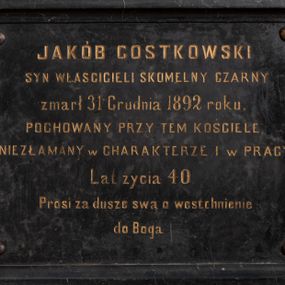 JAKÓB GOSTKOWSKI
SYN WŁAŚCICIELI SKOMELNY CZARNY
zmarł 31 Grudnia 1892 roku.
POCHOWANY PRZY TEM KOŚCIELE
NIEZŁAMANY w CHARAKTERZE I w PRACY
Lat życia 40
Prosi za dusze swą o westchnienie
do Boga